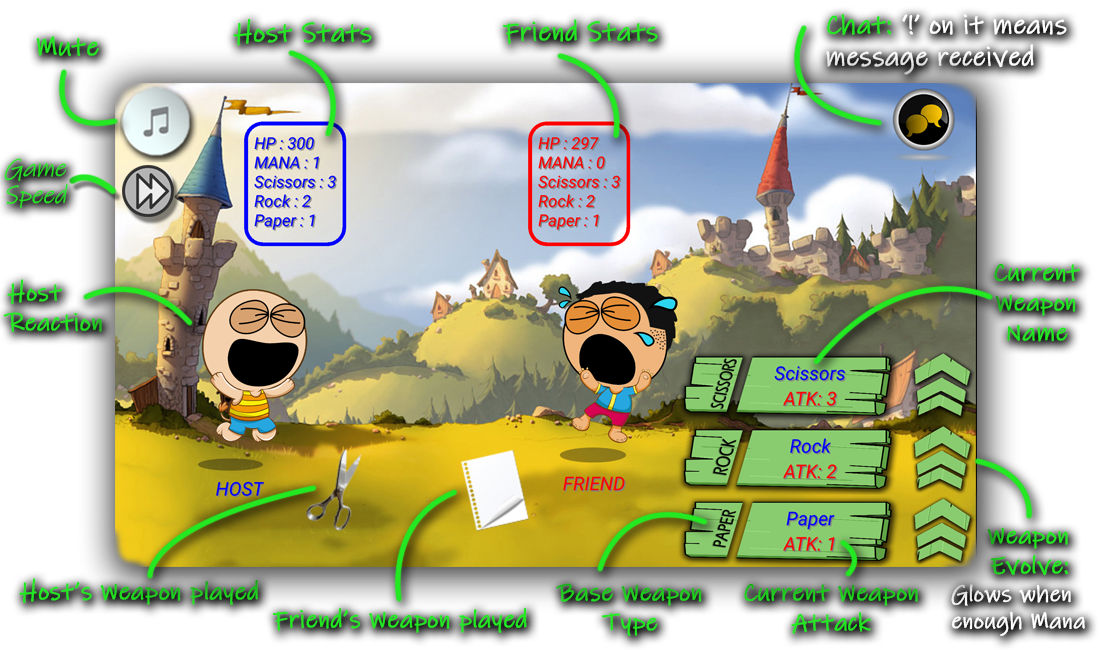 Mute
Host Stats
Friend Stats
Chat: '!' on it means
message received
HP : 300
MANA : 1
Scissors : 3
Rock : 2
Paper : 1
HP : 297
MANA : 0
Scissors : 3
Rock : 2
Paper : 1
Game
Speed
Host
Reaction
Current
Weapon
Name
SCISSORS
Scissors
ATK: 3
ROCK
Rock
ATK: 2
PAPER
Paper
ATK: 1
HOST
FRIEND
Weapon
Evolve:
Glows when
enough Mana
Host's Weapon played
Friend's Weapon played
Base Weapon
Type
Current Weapon
Attack